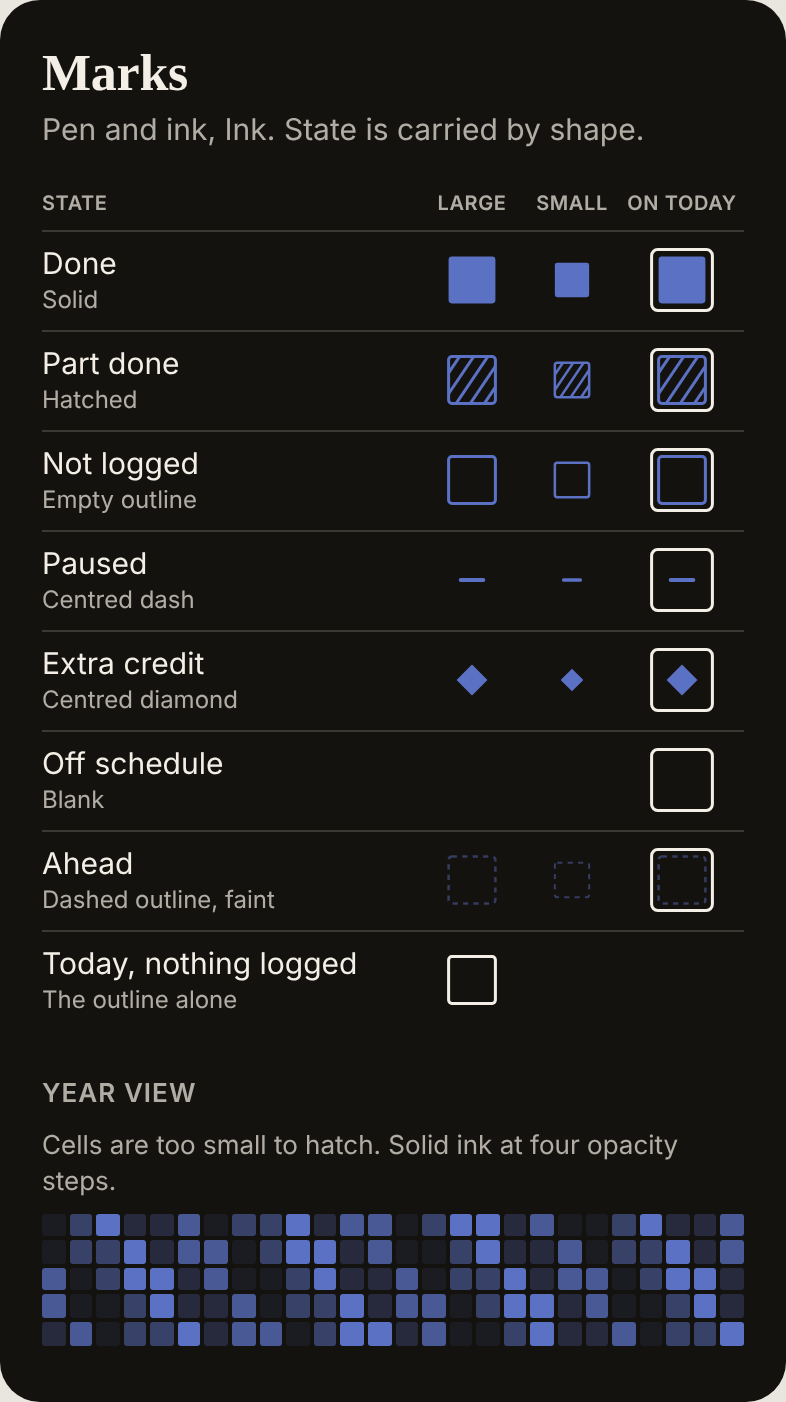 Marks
Pen and ink, Ink. State is carried by shape.
STATE LARGE SMALL ON TODAY
Done
Solid
Part done
Hatched
Not logged
Empty outline
Paused
Centred dash
Extra credit
Centred diamond
Off schedule
Blank
Ahead
Dashed outline, faint
Today, nothing logged
The outline alone
YEAR VIEW
Cells are too small to hatch. Solid ink at four opacity
steps.